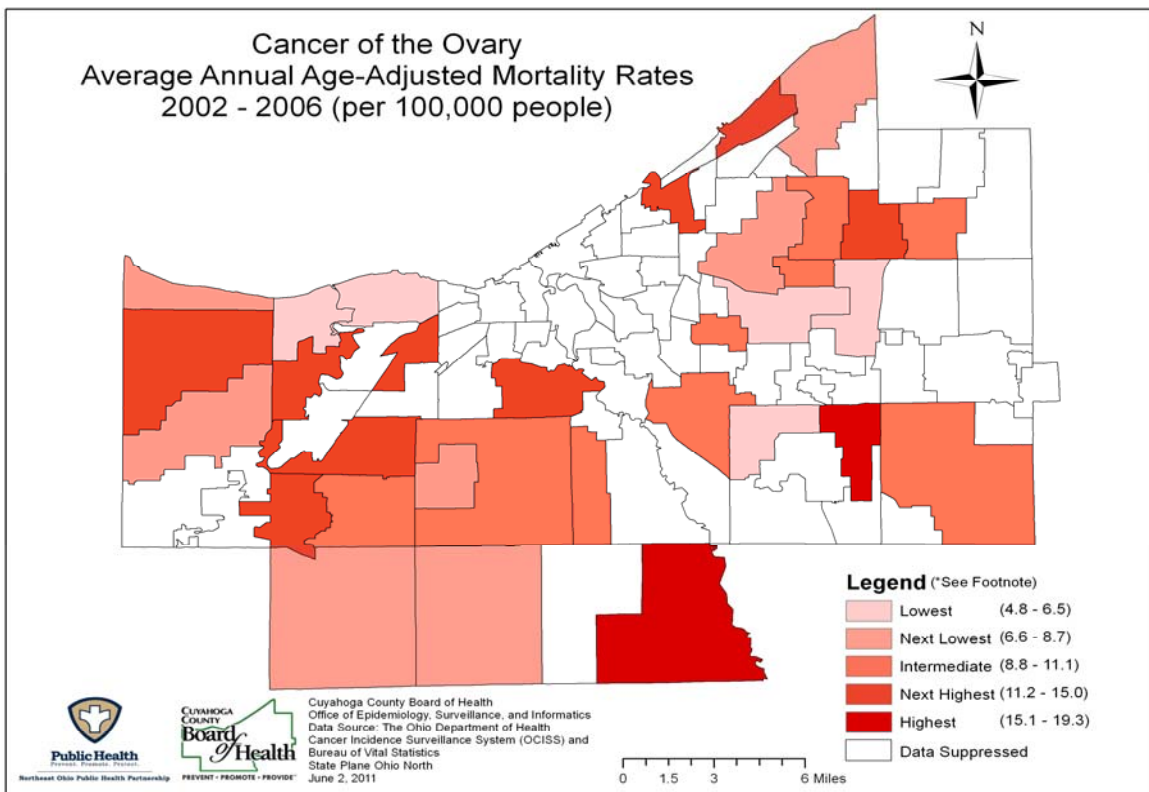 Cancer of the Ovary
Average Annual Age-Adjusted Mortality Rates
2002 - 2006 (per 100,000 people)
N
Legend (*See Footnote)
Lowest (4.8 - 6.5)
Next Lowest (6.6 - 8.7)
Intermediate (8.8 - 11.1)
Next Highest (11.2 - 15.0)
Highest (15.1 - 19.3)
Data Suppressed
0 1.5 3 6 Miles
Public Health
Prevent. Promote. Protect.
Northeast Ohio Public Health Partnership
CUYAHOGA
COUNTY
Board
of Health
PREVENT • PROMOTE • PROVIDE
Cuyahoga County Board of Health
Office of Epidemiology, Surveillance, and Informatics
Data Source: The Ohio Department of Health
Cancer Incidence Surveillance System (OCISS) and
Bureau of Vital Statistics
State Plane Ohio North
June 2, 2011